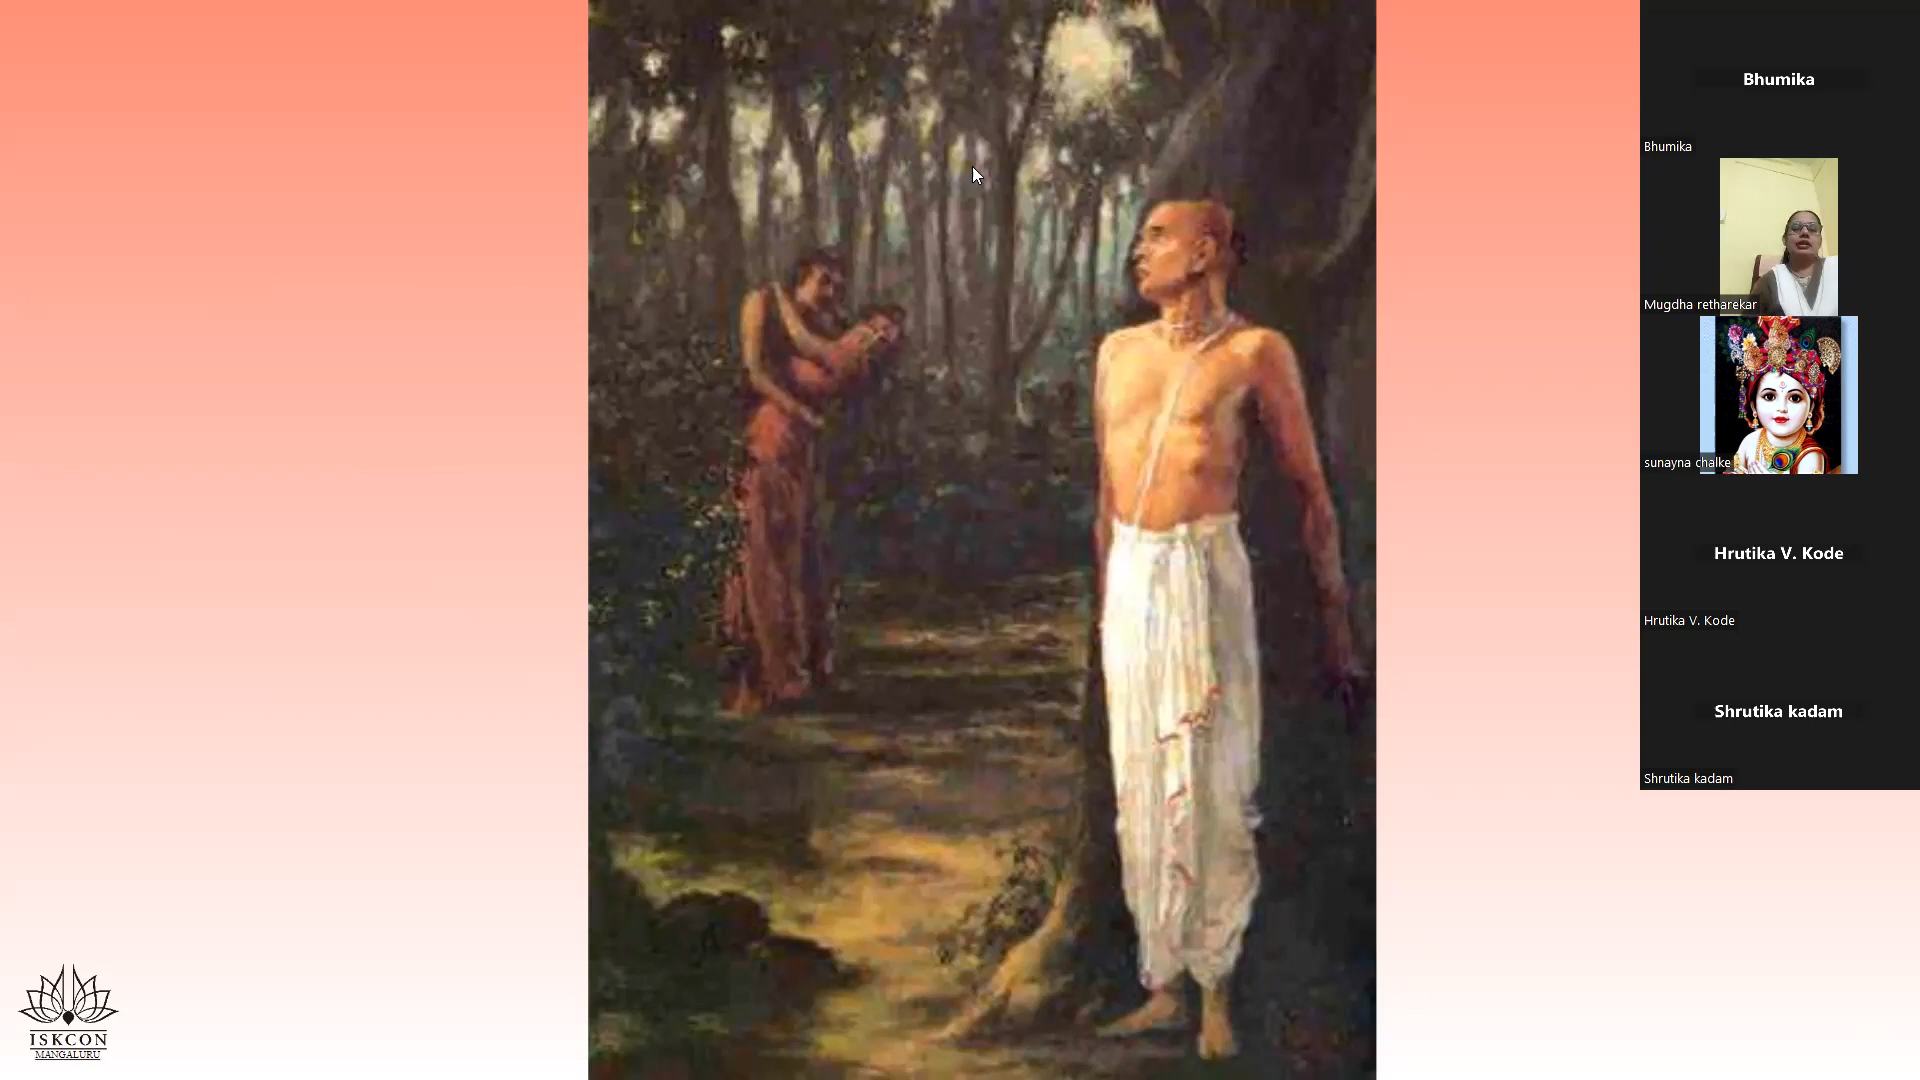 Bhumika
Bhumika
Mugdha retharekar
sunayna chalke
Hrutika V. Kode
Hrutika V. Kode
Shrutika kadam
Shrutika kadam
ISKCON
MANGALURU